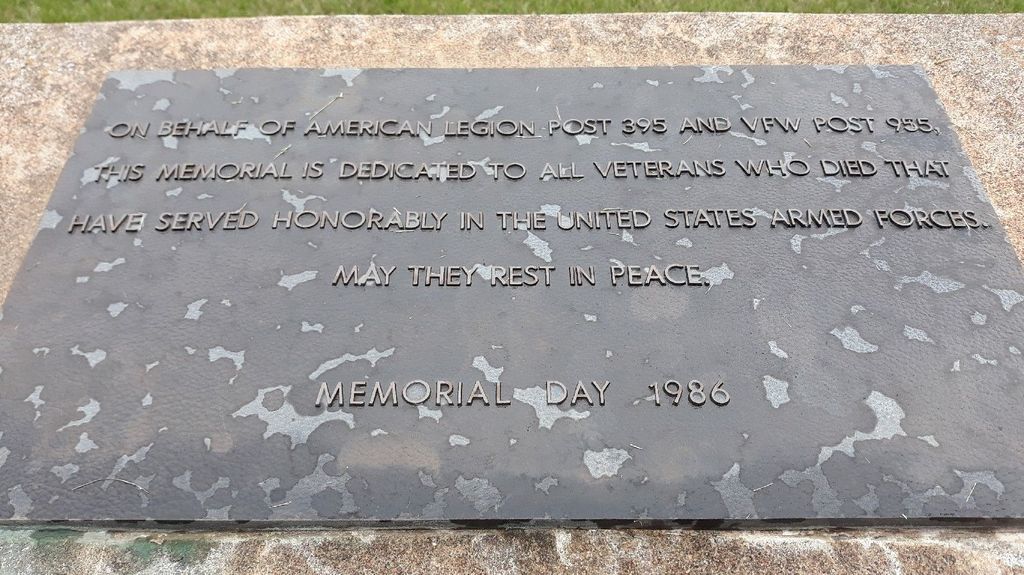 ON BEHALF OF AMERICAN LEGION POST 395 AND VFW POST 955,
THIS MEMORIAL IS DEDICATED TO ALL VETERANS WHO DIED THAT
HAVE SERVED HONORABLY IN THE UNITED STATES ARMED FORCES.
MAY THEY REST IN PEACE.
MEMORIAL DAY 1986